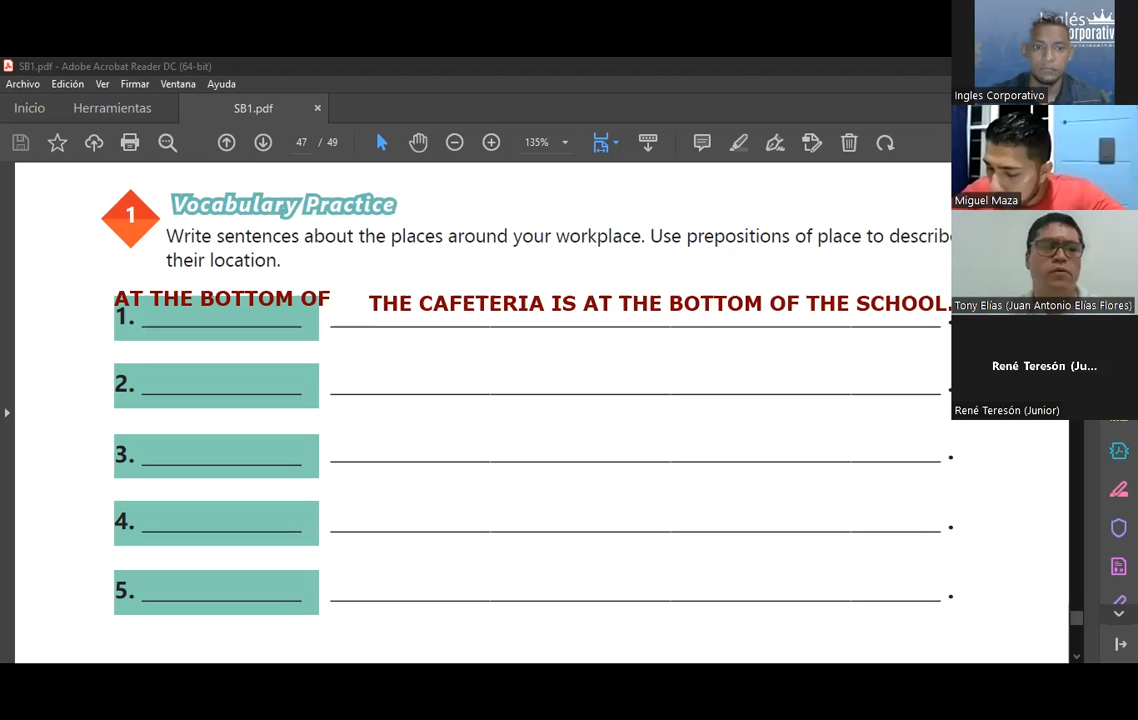 SB1.pdf - Adobe Acrobat Reader DC (64-bit)
Archivo Edición Ver Firmar Ventana Ayuda
Inicio Herramientas SB1.pdf ×
47 / 49 135%
1 Vocabulary Practice
Write sentences about the places around your workplace. Use prepositions of place to describe
their location.
AT THE BOTTOM OF THE CAFETERIA IS AT THE BOTTOM OF THE SCHOOL.
1. .
2. .
3. .
4. .
5. .
Inglés
Corporativo
Ingles Corporativo
Miguel Maza
Tony Elías (Juan Antonio Elías Flores)
René Teresón (Ju...
René Teresón (Junior)